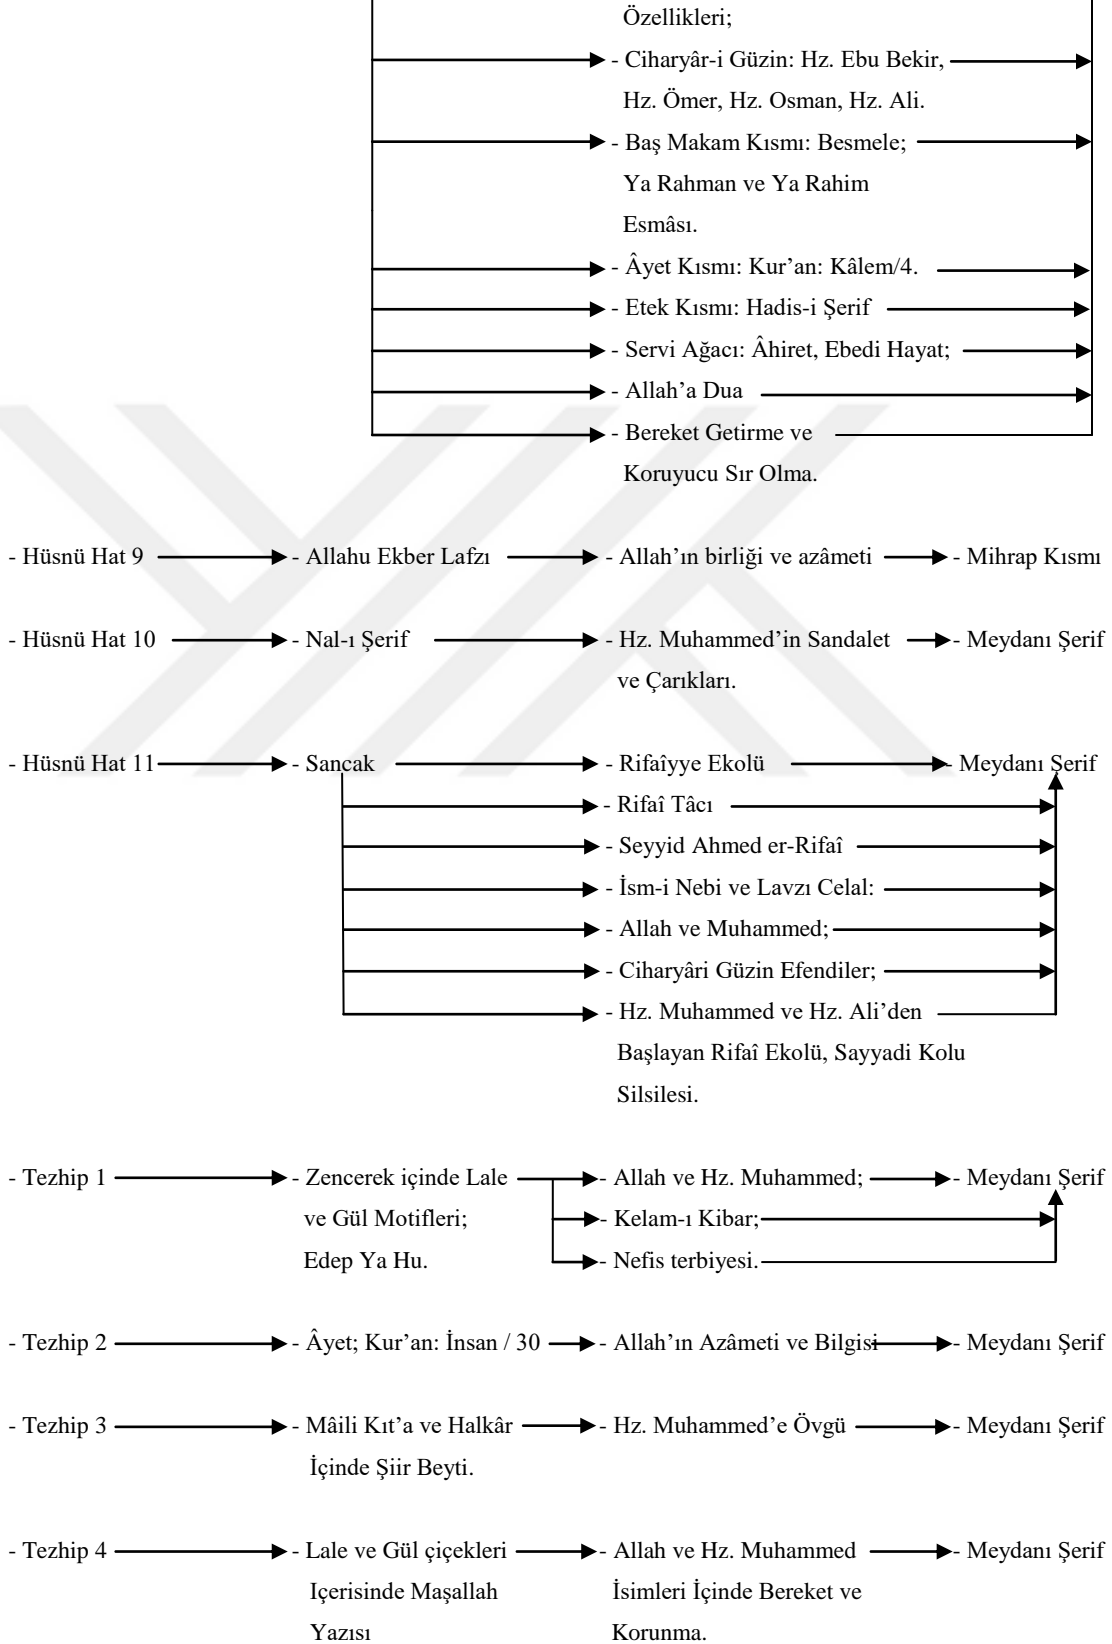 Özellikleri;
- Ciharyâr-i Güzin: Hz. Ebu Bekir,
Hz. Ömer, Hz. Osman, Hz. Ali.
- Baş Makam Kısmı: Besmele;
Ya Rahman ve Ya Rahim
Esmâsı.
- Âyet Kısmı: Kur’an: Kâlem/4.
- Etek Kısmı: Hadis-i Şerif
- Servi Ağacı: Âhiret, Ebedi Hayat;
- Allah’a Dua
- Bereket Getirme ve
Koruyucu Sır Olma.
- Hüsnü Hat 9 - Allahu Ekber Lafzı - Allah’ın birliği ve azâmeti - Mihrap Kısmı
- Hüsnü Hat 10 - Nal-ı Şerif - Hz. Muhammed’in Sandalet - Meydanı Şerif
ve Çarıkları.
- Hüsnü Hat 11 - Sancak - Rifaîyye Ekolü - Meydanı Şerif
- Rifaî Tâcı
- Seyyid Ahmed er-Rifaî
- İsm-i Nebi ve Lavzı Celal:
- Allah ve Muhammed;
- Ciharyâri Güzin Efendiler;
- Hz. Muhammed ve Hz. Ali’den
Başlayan Rifaî Ekolü, Sayyadi Kolu
Silsilesi.
- Tezhip 1 - Zencerek içinde Lale - Allah ve Hz. Muhammed; - Meydanı Şerif
ve Gül Motifleri; - Kelam-ı Kibar;
Edep Ya Hu. - Nefis terbiyesi.
- Tezhip 2 - Âyet; Kur’an: İnsan / 30 - Allah’ın Azâmeti ve Bilgisi - Meydanı Şerif
- Tezhip 3 - Mâili Kıt’a ve Halkâr - Hz. Muhammed’e Övgü - Meydanı Şerif
İçinde Şiir Beyti.
- Tezhip 4 - Lale ve Gül çiçekleri - Allah ve Hz. Muhammed - Meydanı Şerif
Içerisinde Maşallah İsimleri İçinde Bereket ve
Yazısı Korunma.